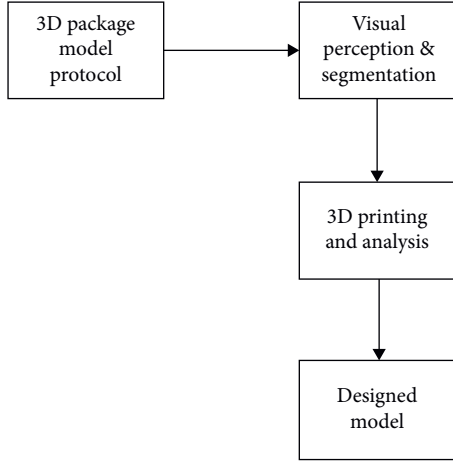 3D package
model
protocol
Visual
perception &
segmentation
3D printing
and analysis
Designed
model